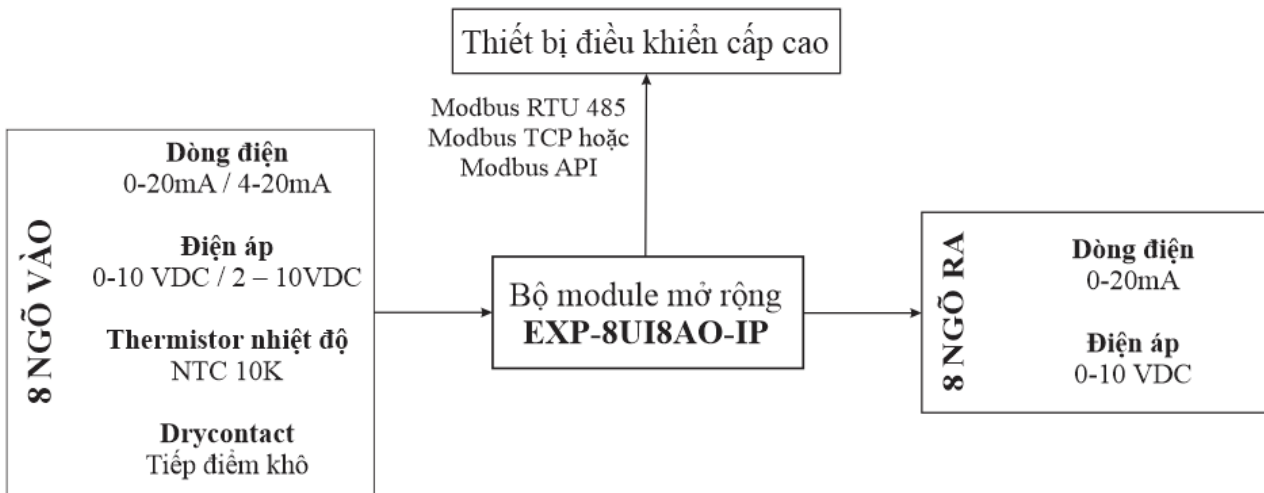 Thiết bị điều khiển cấp cao
Modbus RTU 485
Modbus TCP hoặc
Modbus API
8 NGÕ VÀO
Dòng điện
0-20mA / 4-20mA
Điện áp
0-10 VDC / 2 – 10VDC
Thermistor nhiệt độ
NTC 10K
Drycontact
Tiếp điểm khô
Bộ module mở rộng
EXP-8UI8AO-IP
8 NGÕ RA
Dòng điện
0-20mA
Điện áp
0-10 VDC